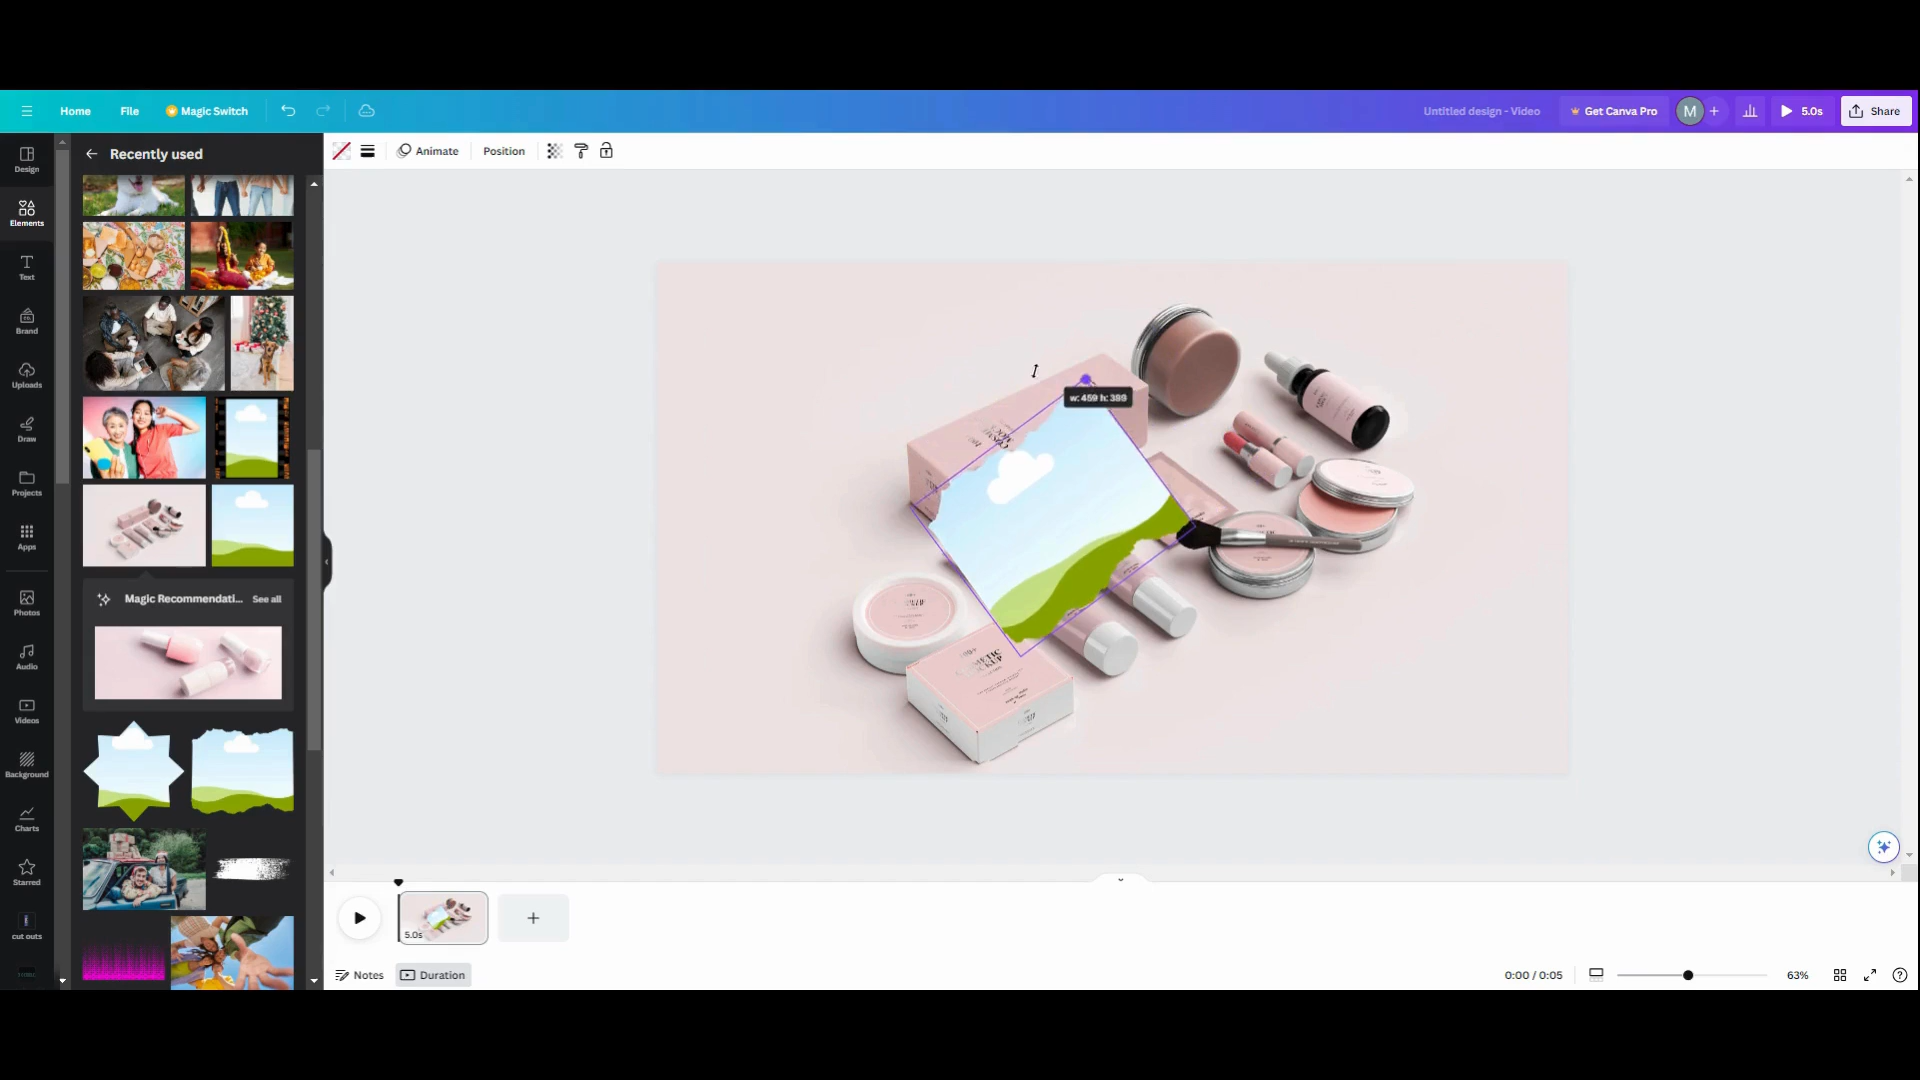 Home File Magic Switch
Untitled design - Video Get Canva Pro M + 5.0s Share
Recently used
Animate Position
Design
Elements
Text
Brand
Uploads
Draw
Projects
Apps
Photos
Audio
Videos
Background
Charts
Starred
cut outs
Magic Recommendati... See all
w: 459 h: 389
5.0s
Notes Duration
0:00 / 0:05 63%